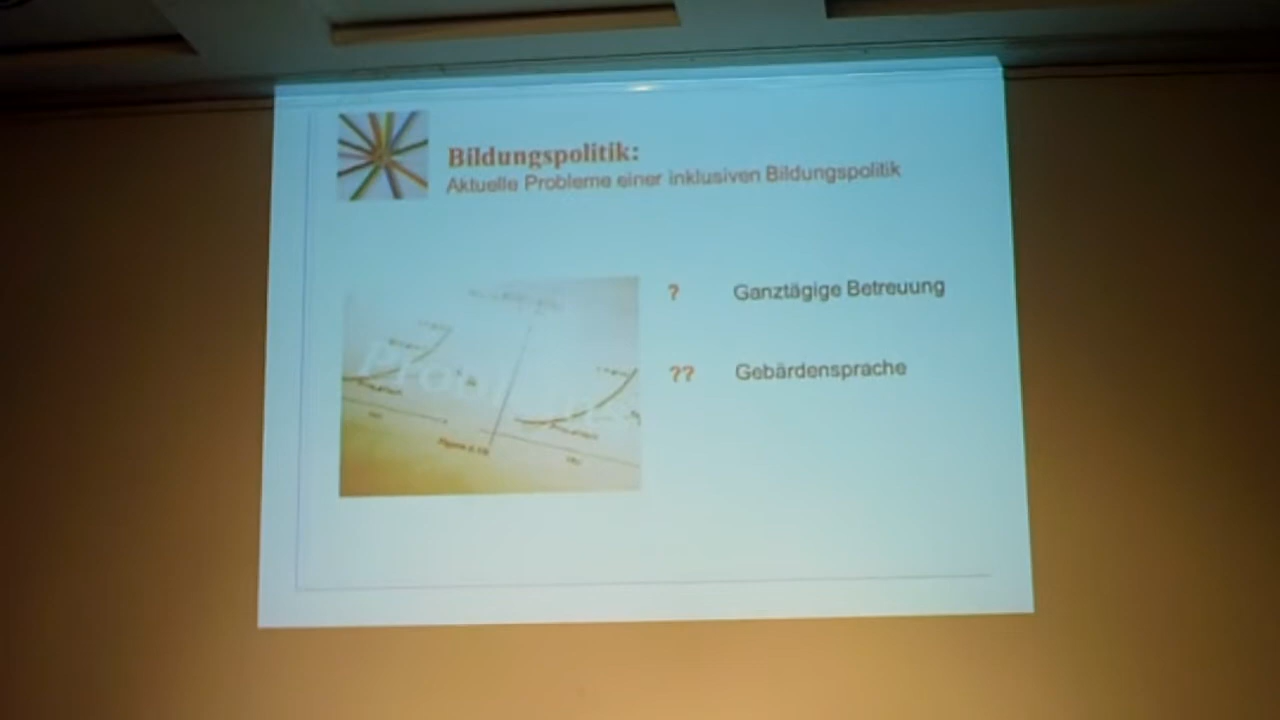 Bildungspolitik:
Aktuelle Probleme einer inklusiven Bildungspolitik
? Ganztägige Betreuung
?? Gebärdensprache